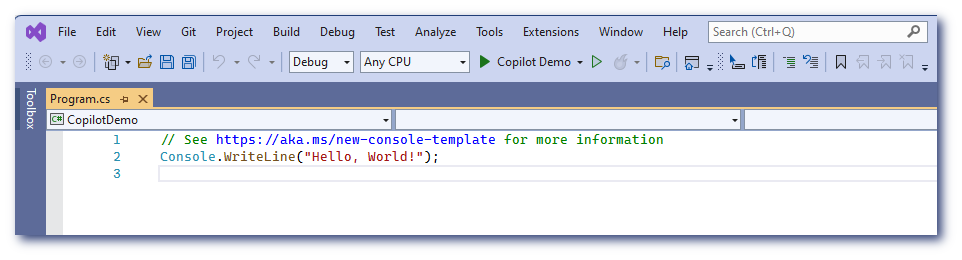 File Edit View Git Project Build Debug Test Analyze Tools Extensions Window Help Search (Ctrl+Q)
Debug Any CPU Copilot Demo
Toolbox
Program.cs
C# CopilotDemo
1 // See https://aka.ms/new-console-template for more information
2 Console.WriteLine("Hello, World!");
3